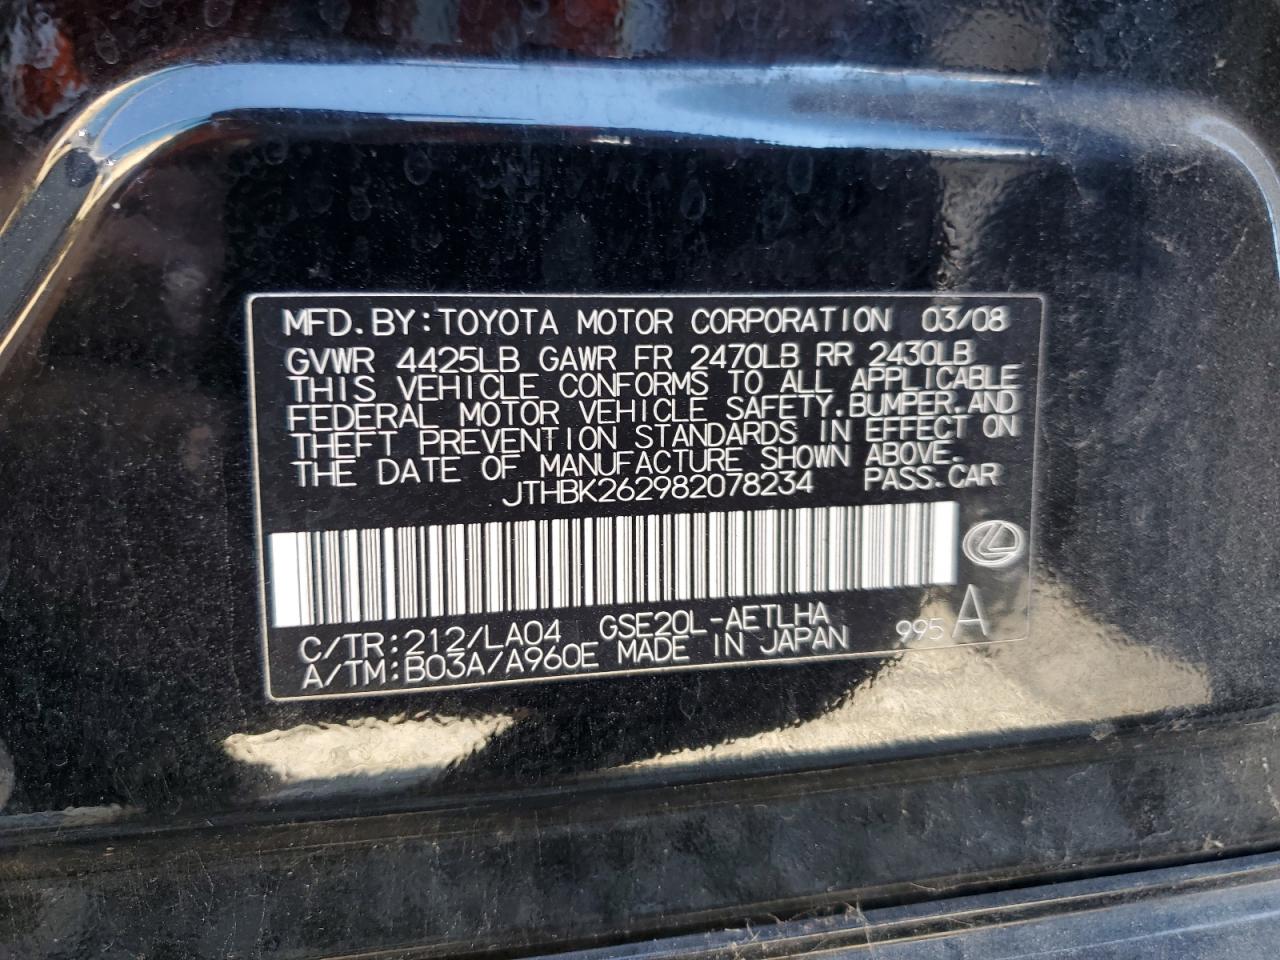 MFD.BY:TOYOTA MOTOR CORPORATION 03/08
GVWR 4425LB GAWR FR 2470LB RR 2430LB
THIS VEHICLE CONFORMS TO ALL APPLICABLE
FEDERAL MOTOR VEHICLE SAFETY.BUMPER.AND
THEFT PREVENTION STANDARDS IN EFFECT ON
THE DATE OF MANUFACTURE SHOWN ABOVE.
JTHBK262982078234 PASS.CAR
C/TR:212/LA04 GSE20L-AETLHA 995 A
A/TM:B03A/A960E MADE IN JAPAN